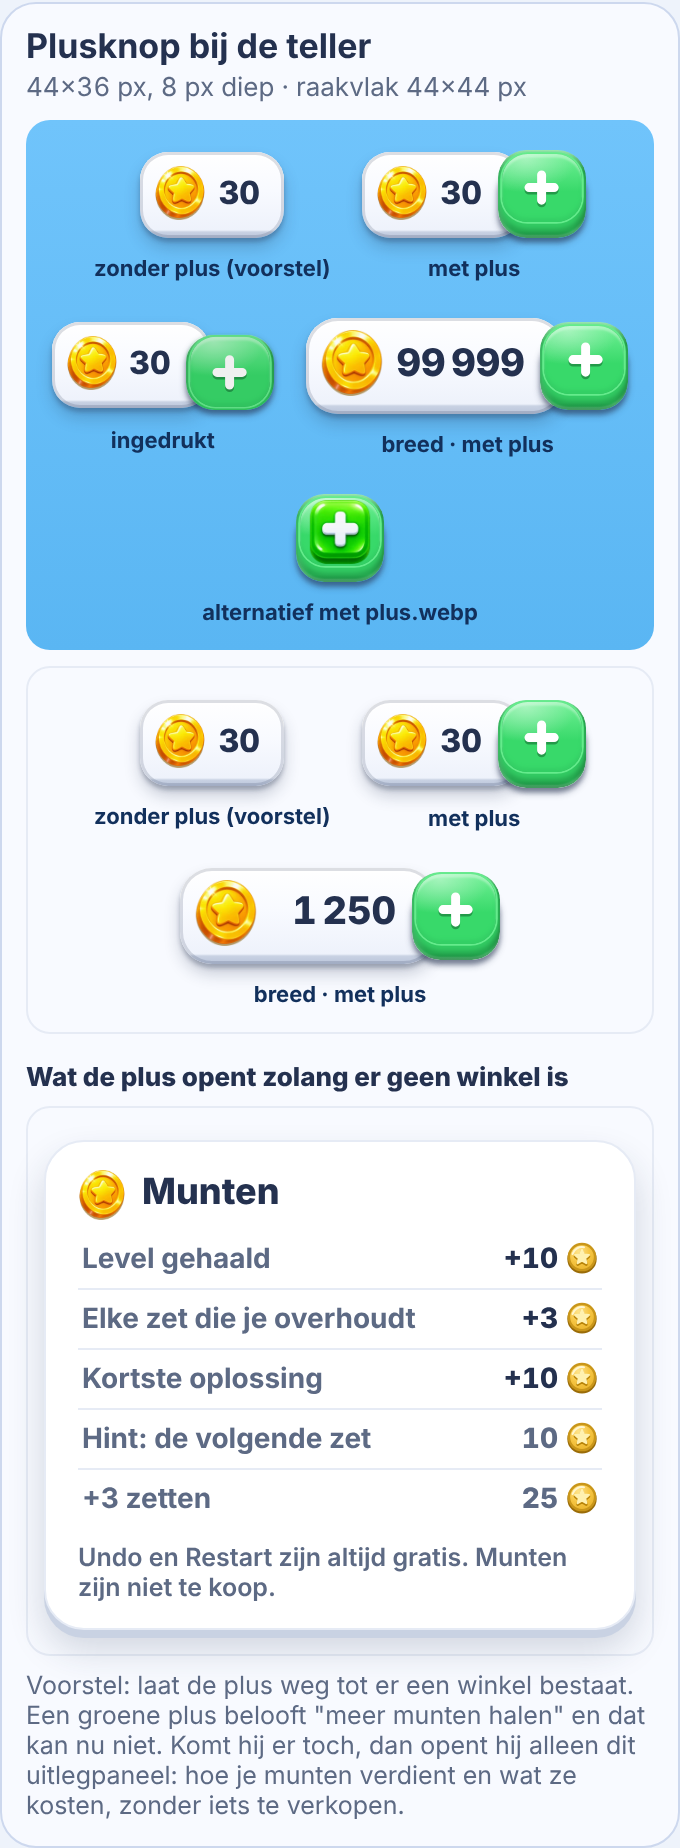 Plusknop bij de teller
44×36 px, 8 px diep · raakvlak 44×44 px
30
30
zonder plus (voorstel)
met plus
30
99 999
ingedrukt
breed · met plus
alternatief met plus.webp
30
30
zonder plus (voorstel)
met plus
1 250
breed · met plus
Wat de plus opent zolang er geen winkel is
Munten
Level gehaald +10
Elke zet die je overhoudt +3
Kortste oplossing +10
Hint: de volgende zet 10
+3 zetten 25
Undo en Restart zijn altijd gratis. Munten
zijn niet te koop.
Voorstel: laat de plus weg tot er een winkel bestaat.
Een groene plus belooft "meer munten halen" en dat
kan nu niet. Komt hij er toch, dan opent hij alleen dit
uitlegpaneel: hoe je munten verdient en wat ze
kosten, zonder iets te verkopen.